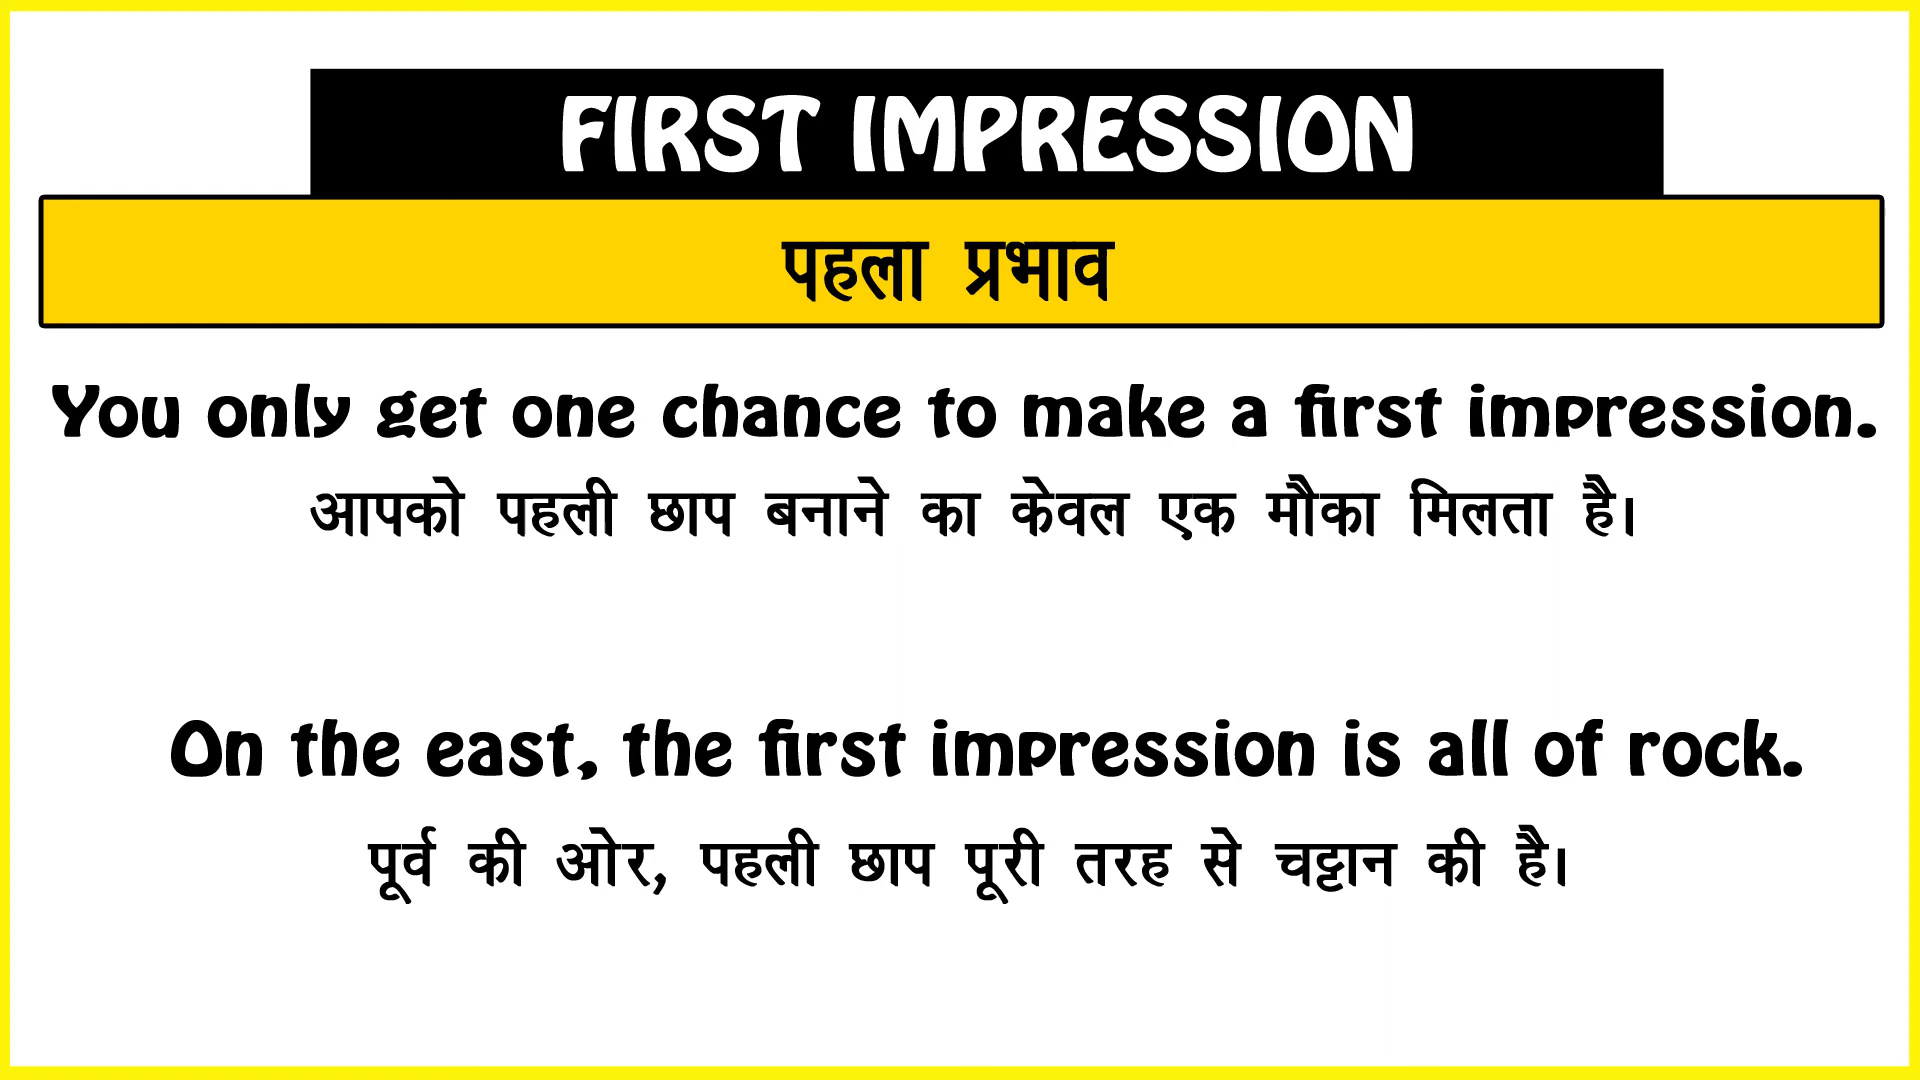 FIRST IMPRESSION
पहला प्रभाव
You only get one chance to make a first impression.
आपको पहली छाप बनाने का केवल एक मौका मिलता है।
On the east, the first impression is all of rock.
पूर्व की ओर, पहली छाप पूरी तरह से चट्टान की है।